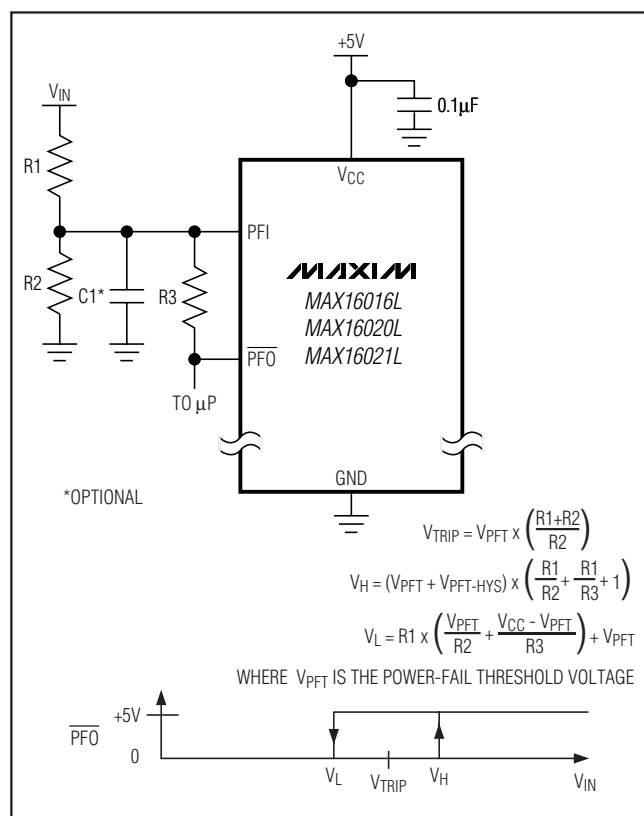 +5V
0.1µF
VIN
R1
VCC
PFI
R2
C1*
R3
MAXIM
MAX16016L
MAX16020L
MAX16021L
PFO
TO µP
GND
*OPTIONAL
VTRIP = VPFT x (R1+R2 / R2)
VH = (VPFT + VPFT-HYS) x (R1/R2 + R1/R3 + 1)
VL = R1 x (VPFT/R2 + VCC - VPFT/R3) + VPFT
WHERE VPFT IS THE POWER-FAIL THRESHOLD VOLTAGE
+5V
PFO
0
VL
VTRIP
VH
VIN